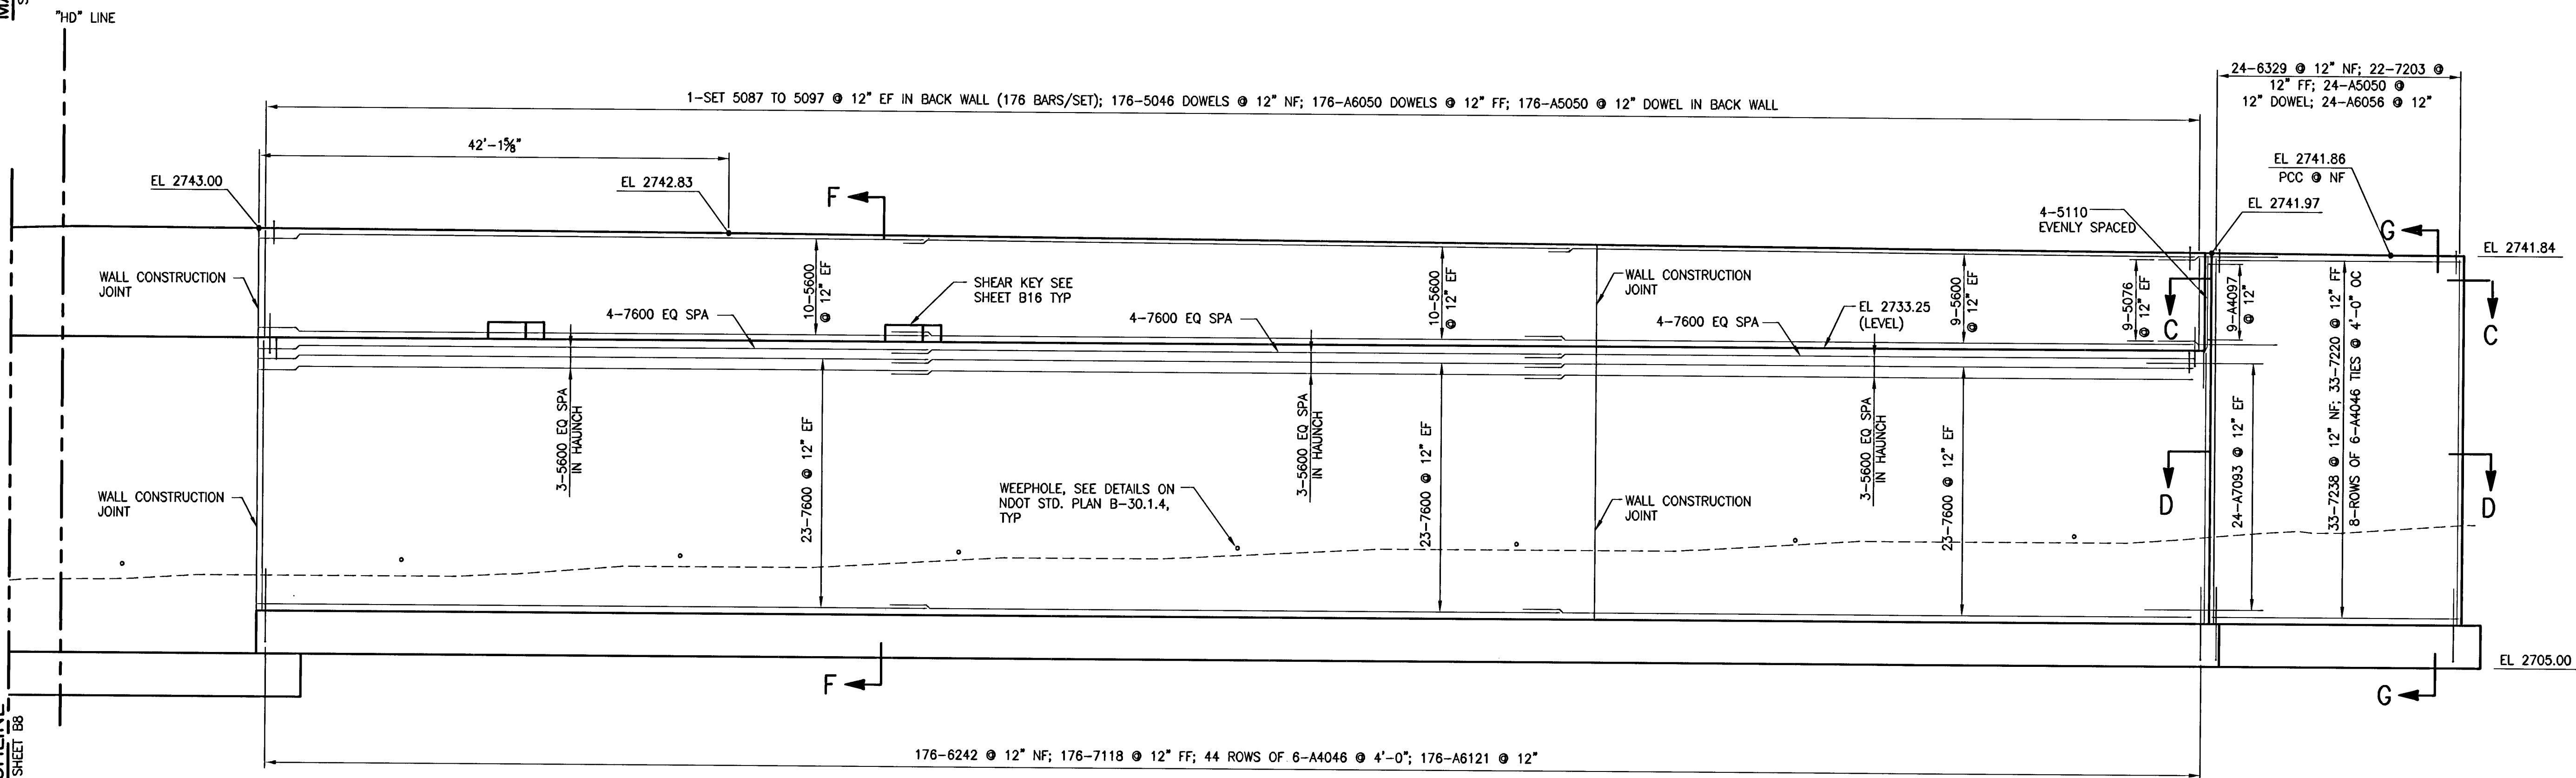 "HD" LINE
1-SET 5087 TO 5097 @ 12" EF IN BACK WALL (176 BARS/SET); 176-5046 DOWELS @ 12" NF; 176-A6050 DOWELS @ 12" FF; 176-A5050 @ 12" DOWEL IN BACK WALL
24-6329 @ 12" NF; 22-7203 @
12" FF; 24-A5050 @
12" DOWEL; 24-A6056 @ 12"
42'-1⅝"
EL 2743.00
EL 2742.83
F
EL 2741.86
PCC @ NF
EL 2741.97
4-5110
EVENLY SPACED
G
EL 2741.84
WALL CONSTRUCTION
JOINT
10-5600
@ 12" EF
SHEAR KEY SEE
SHEET B16 TYP
10-5600
@ 12" EF
WALL CONSTRUCTION
JOINT
9-5600
@ 12" EF
9-5076
@ 12" EF
C
9-A4097
@ 12"
C
4-7600 EQ SPA
4-7600 EQ SPA
4-7600 EQ SPA
EL 2733.25
(LEVEL)
3-5600 EQ SPA
IN HAUNCH
23-7600 @ 12" EF
3-5600 EQ SPA
IN HAUNCH
23-7600 @ 12" EF
3-5600 EQ SPA
IN HAUNCH
23-7600 @ 12" EF
D
24-A7093 @ 12" EF
33-7238 @ 12" NF; 33-7220 @ 12" FF
8-ROWS OF 6-A4046 TIES @ 4'-0" OC
D
WALL CONSTRUCTION
JOINT
WEEPHOLE, SEE DETAILS ON
NDOT STD. PLAN B-30.1.4,
TYP
WALL CONSTRUCTION
JOINT
EL 2705.00
F
G
SHEET B8
176-6242 @ 12" NF; 176-7118 @ 12" FF; 44 ROWS OF 6-A4046 @ 4'-0"; 176-A6121 @ 12"